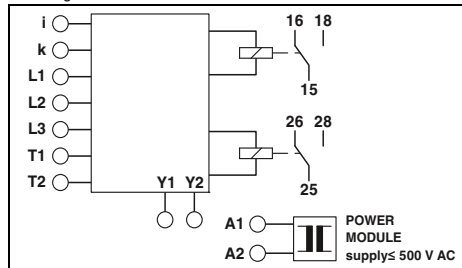 i
k
L1
L2
L3
T1
T2
Y1 Y2
16 18
15
26 28
25
A1
A2
POWER
MODULE
supply≤ 500 V AC